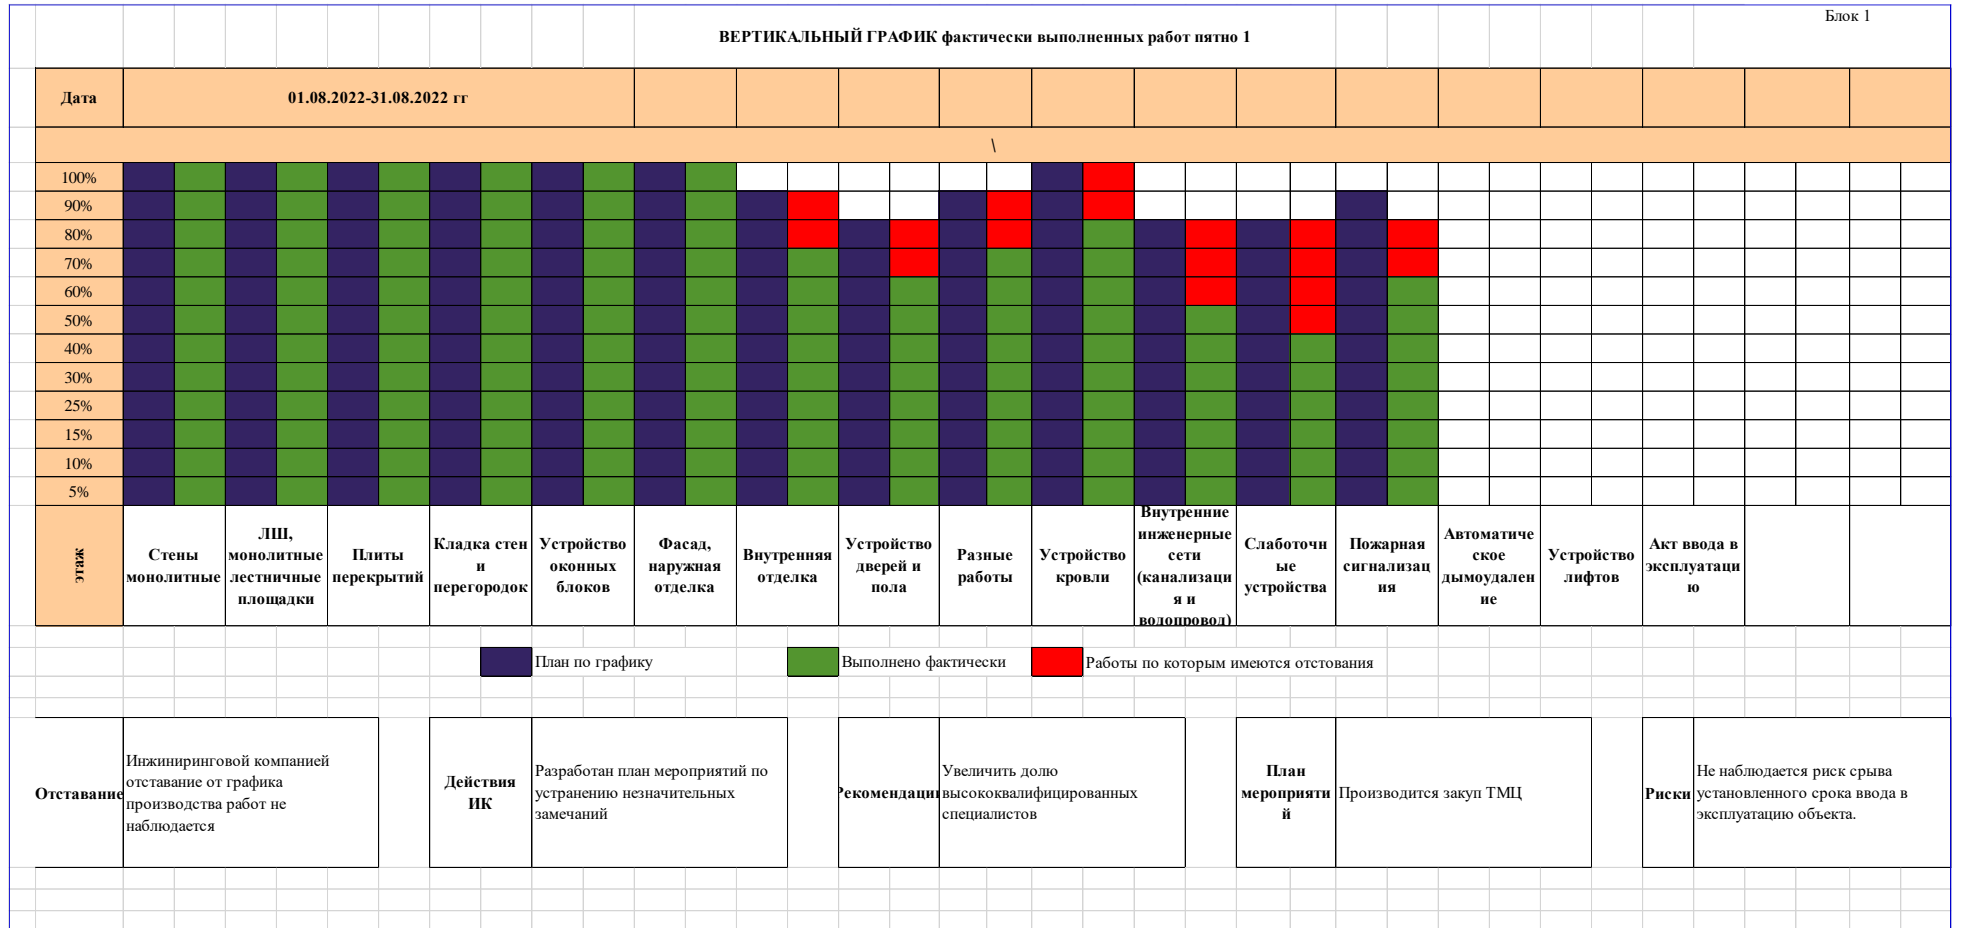 Блок 1
ВЕРТИКАЛЬНЫЙ ГРАФИК фактически выполненных работ пятно 1
Дата
01.08.2022-31.08.2022 гг
\
100%
90%
80%
70%
60%
50%
40%
30%
25%
15%
10%
5%
этаж
Стены
монолитные
ЛШ,
монолитные
лестничные
площадки
Плиты
перекрытий
Кладка стен
и
перегородок
Устройство
оконных
блоков
Фасад,
наружная
отделка
Внутренняя
отделка
Устройство
дверей и
пола
Разные
работы
Устройство
кровли
Внутренние
инженерные
сети
(канализаци
я и
водопровод)
Слаботочн
ые
устройства
Пожарная
сигнализац
ия
Автоматиче
ское
дымоудален
ие
Устройство
лифтов
Акт ввода в
эксплуатаци
ю
План по графику
Выполнено фактически
Работы по которым имеются отстования
Отставание
Инжиниринговой компанией
отставание от графика
производства работ не
наблюдается
Действия
ИК
Разработан план мероприятий по
устранению незначительных
замечаний
Рекомендации
Увеличить долю
высококвалифицированных
специалистов
План
мероприяти
й
Производится закуп ТМЦ
Риски
Не наблюдается риск срыва
установленного срока ввода в
эксплуатацию объекта.